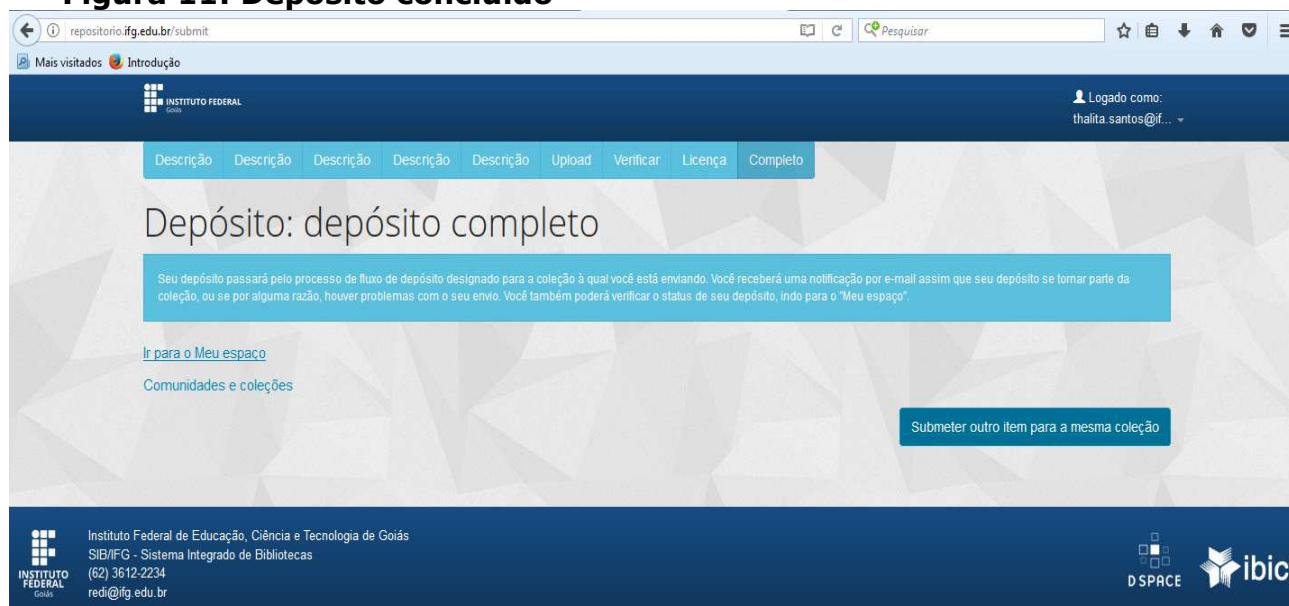 Figura 11: Depósito concluído
repositorio.ifg.edu.br/submit
Pesquisar
Mais visitados Introdução
INSTITUTO FEDERAL
Goiás
Logado como:
thalita.santos@if...
Descrição Descrição Descrição Descrição Descrição Upload Verificar Licença Completo
Depósito: depósito completo
Seu depósito passará pelo processo de fluxo de depósito designado para a coleção à qual você está enviando. Você receberá uma notificação por e-mail assim que seu depósito se tornar parte da
coleção, ou se por alguma razão, houver problemas com o seu envio. Você também poderá verificar o status de seu depósito, indo para o "Meu espaço".
Ir para o Meu espaço
Comunidades e coleções
Submeter outro item para a mesma coleção
INSTITUTO
FEDERAL
Goiás
Instituto Federal de Educação, Ciência e Tecnologia de Goiás
SIB/IFG - Sistema Integrado de Bibliotecas
(62) 3612-2234
redi@ifg.edu.br
DSPACE
ibic